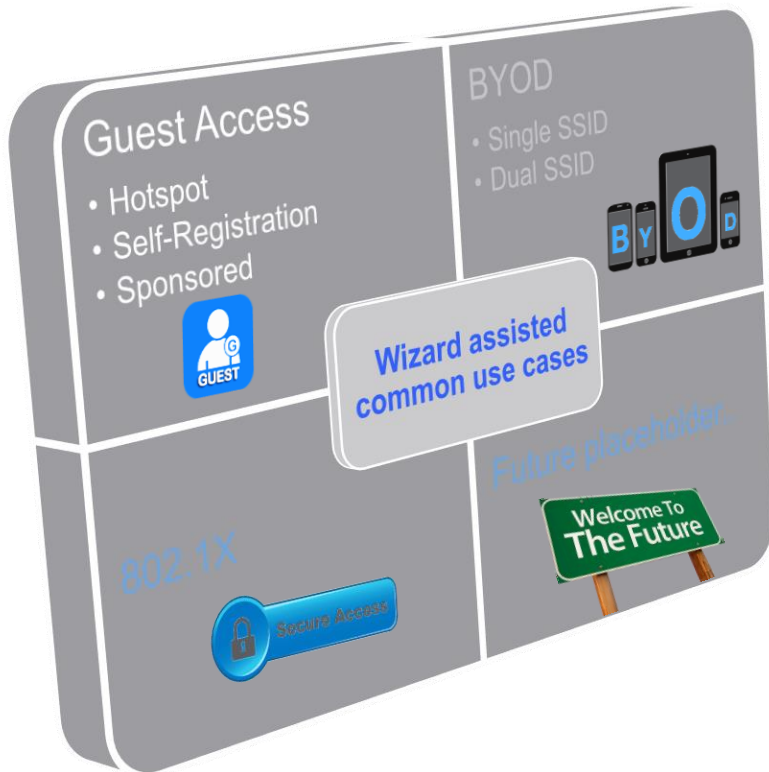 Guest Access
• Hotspot
• Self-Registration
• Sponsored
G
GUEST
BYOD
• Single SSID
• Dual SSID
B Y O D
Wizard assisted
common use cases
802.1X
Secure Access
Future placeholder..
Welcome To
The Future